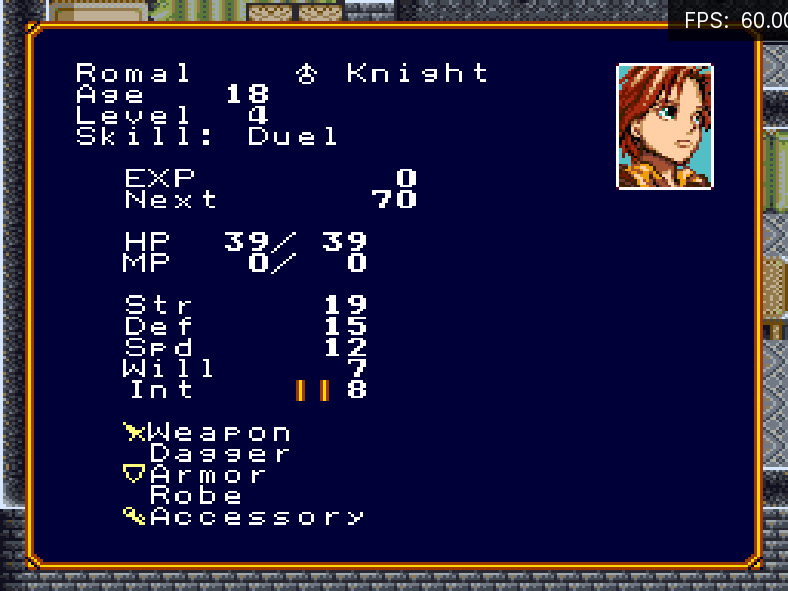 FPS: 60.00
Romal Knight
Age 18
Level 4
Skill: Duel
EXP 0
Next 70
HP 39/ 39
MP 0/ 0
Str 19
Def 15
Spd 12
Will 7
Int 8
Weapon
Dagger
Armor
Robe
Accessory